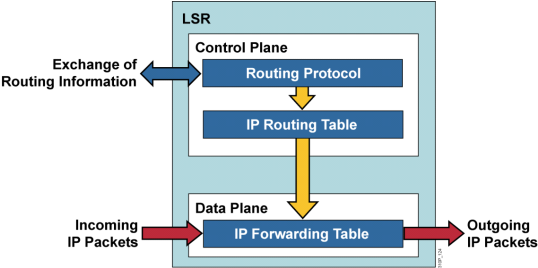 LSR
Control Plane
Exchange of
Routing Information
Routing Protocol
IP Routing Table
Data Plane
Incoming
IP Packets
IP Forwarding Table
Outgoing
IP Packets